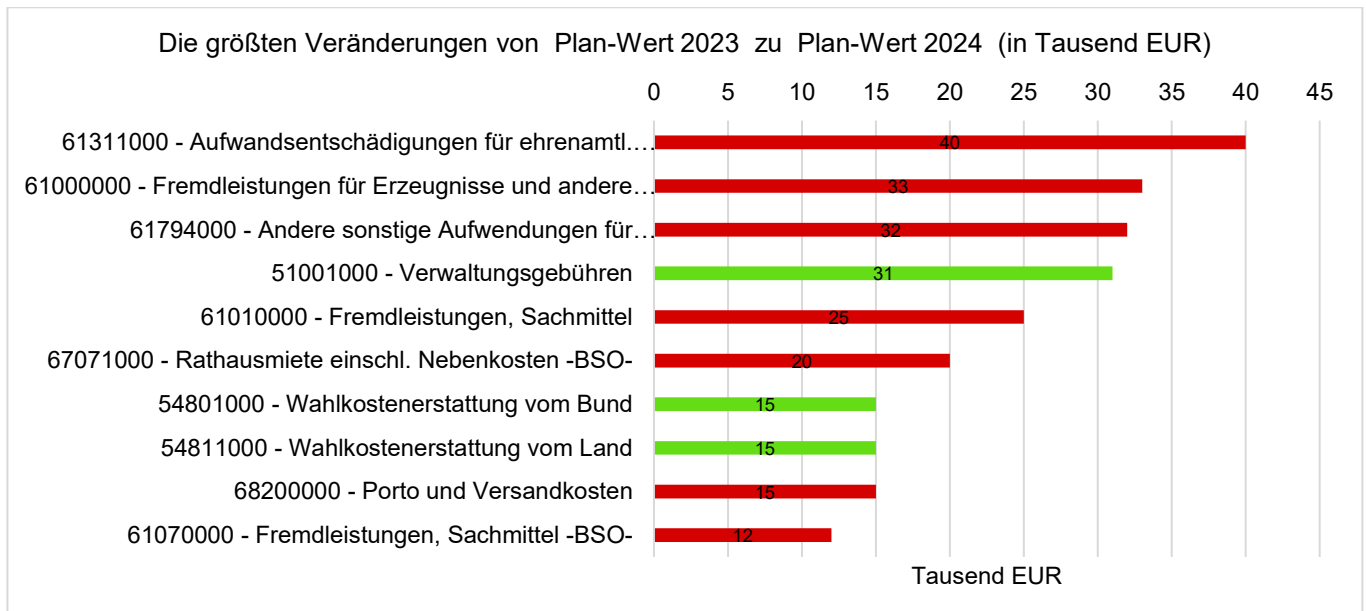 Die größten Veränderungen von Plan-Wert 2023 zu Plan-Wert 2024 (in Tausend EUR)
0 5 10 15 20 25 30 35 40 45
61311000 - Aufwandsentschädigungen für ehrenamtl.… 40
61000000 - Fremdleistungen für Erzeugnisse und andere… 33
61794000 - Andere sonstige Aufwendungen für… 32
51001000 - Verwaltungsgebühren 31
61010000 - Fremdleistungen, Sachmittel 25
67071000 - Rathausmiete einschl. Nebenkosten -BSO- 20
54801000 - Wahlkostenerstattung vom Bund 15
54811000 - Wahlkostenerstattung vom Land 15
68200000 - Porto und Versandkosten 15
61070000 - Fremdleistungen, Sachmittel -BSO- 12
Tausend EUR